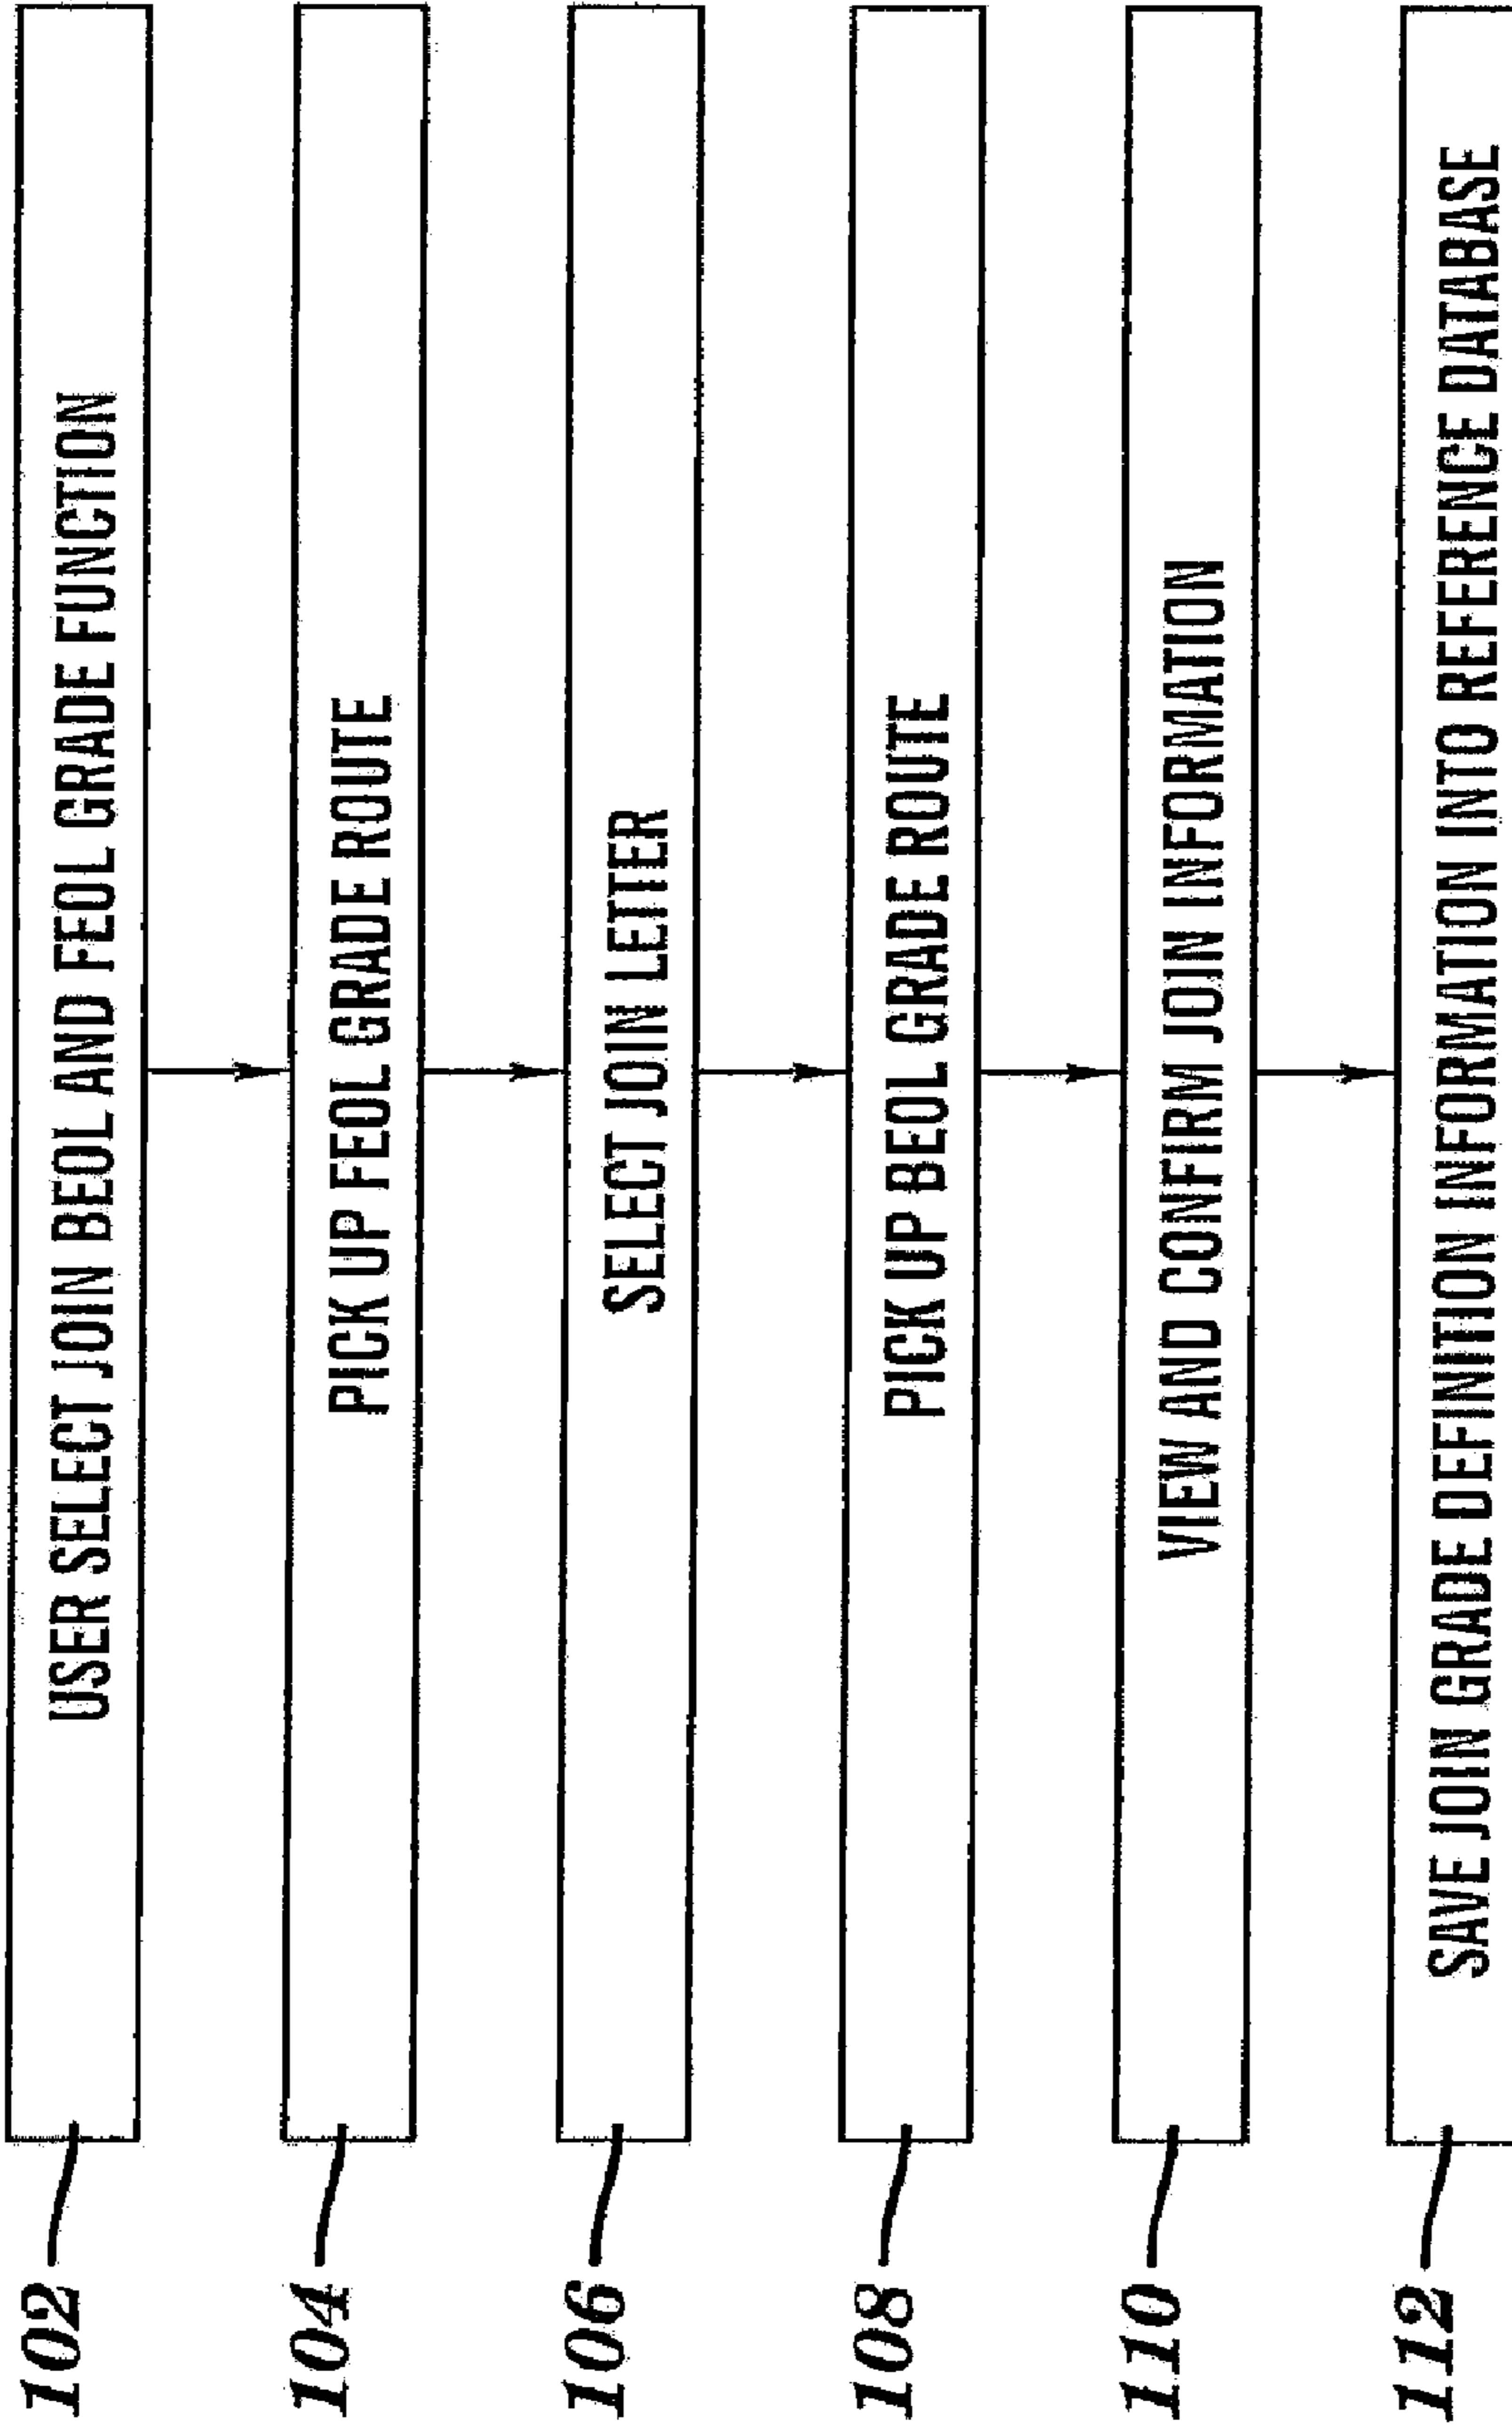 102 USER SELECT JOIN BEOL AND FEOL GRADE FUNCTION
104 PICK UP FEOL GRADE ROUTE
106 SELECT JOIN LETTER
108 PICK UP BEOL GRADE ROUTE
110 VIEW AND CONFIRM JOIN INFORMATION
112 SAVE JOIN GRADE DEFINITION INFORMATION INTO REFERENCE DATABASE